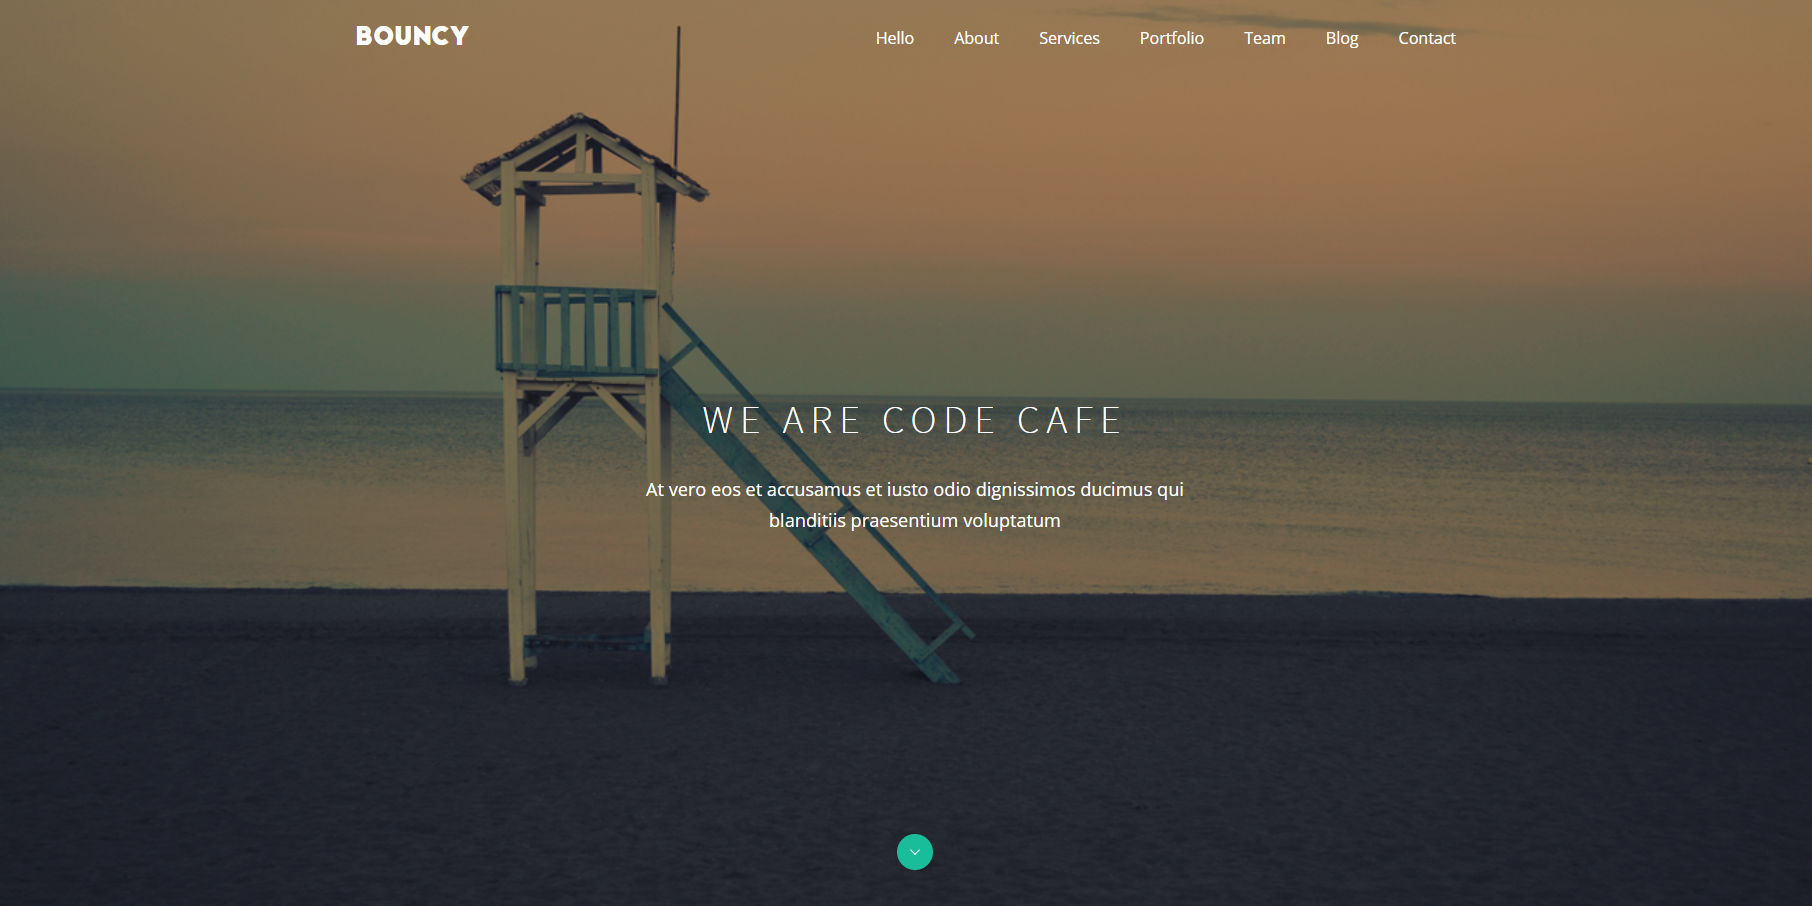 BOUNCY
Hello About Services Portfolio Team Blog Contact
WE ARE CODE CAFE
At vero eos et accusamus et iusto odio dignissimos ducimus qui
blanditiis praesentium voluptatum